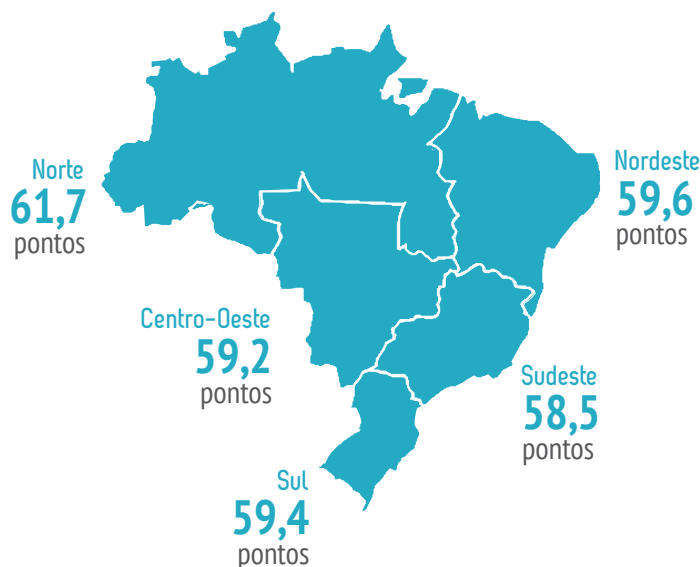 Norte
61,7
pontos
Nordeste
59,6
pontos
Centro-Oeste
59,2
pontos
Sudeste
58,5
pontos
Sul
59,4
pontos